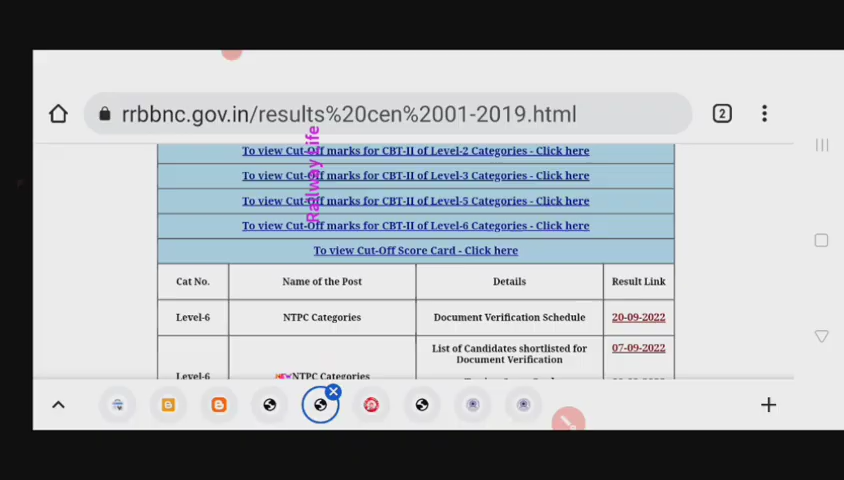 rrbbnc.gov.in/results%20cen%2001-2019.html
2
To view Cut-Off marks for CBT-II of Level-2 Categories - Click here
To view Cut-Off marks for CBT-II of Level-3 Categories - Click here
To view Cut-Off marks for CBT-II of Level-5 Categories - Click here
To view Cut-Off marks for CBT-II of Level-6 Categories - Click here
To view Cut-Off Score Card - Click here
Railway Life
Cat No. Name of the Post Details Result Link
Level-6 NTPC Categories Document Verification Schedule 20-09-2022
List of Candidates shortlisted for Document Verification 07-09-2022
Level-6 NTPC Categories